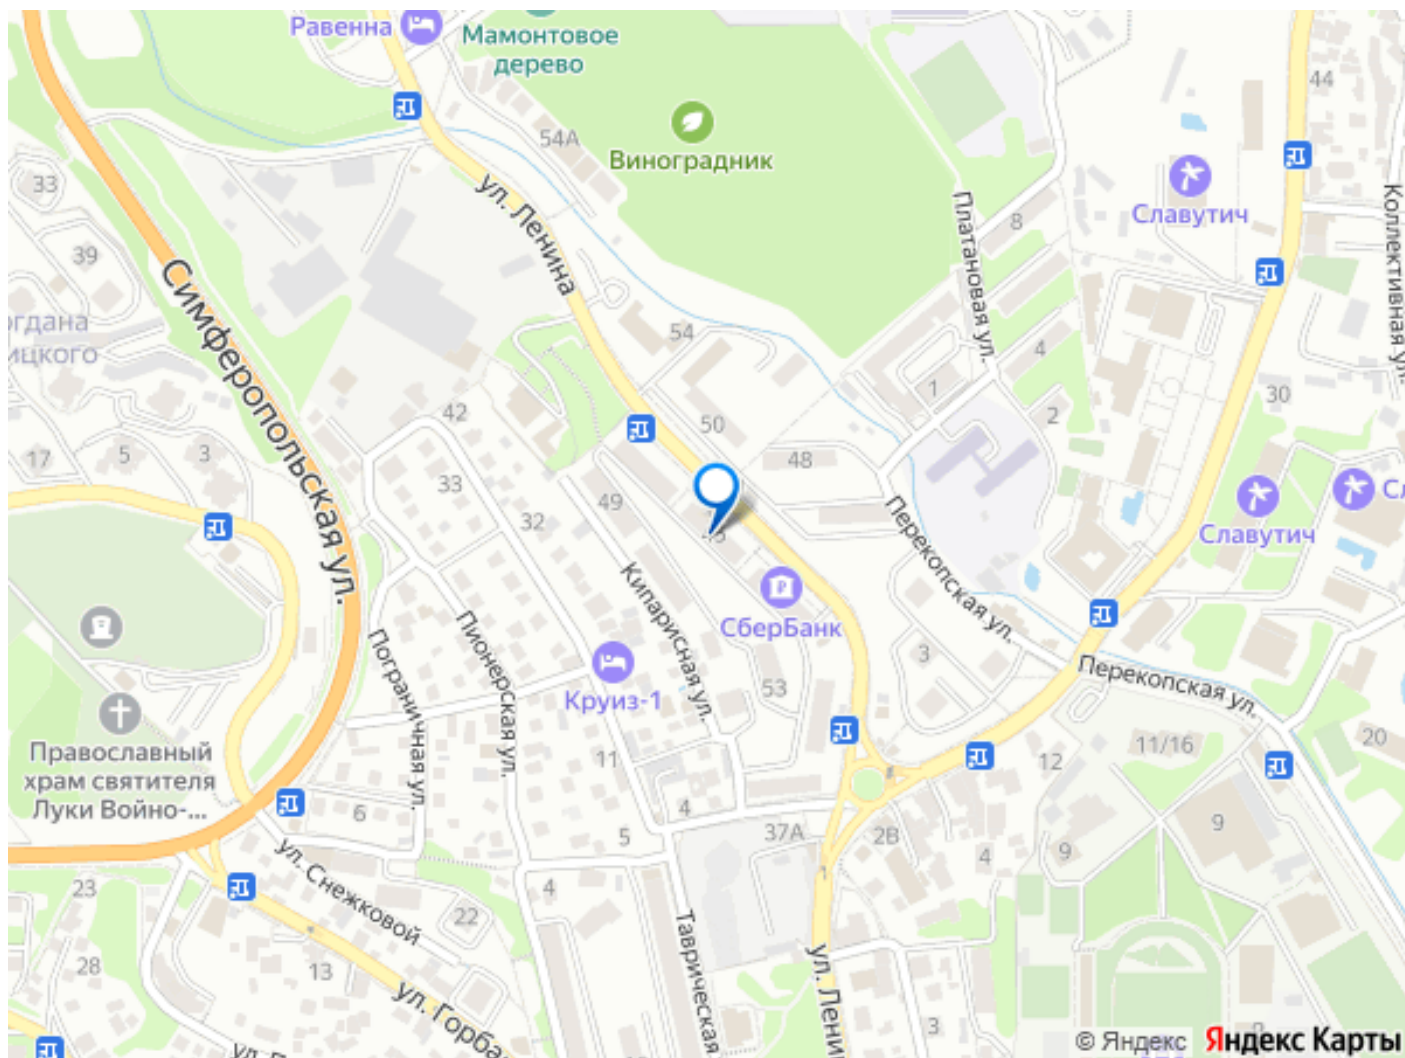 Равенна
Мамонтовое
дерево
44
54А
Виноградник
33
ул. Ленина
Славутич
Платановая ул.
8
Коллективная ул.
39
Симферопольская ул.
54
4
1
30
42
50
2
17
5
3
48
33
49
32
Славутич
Перекопская ул.
Кипарисная ул.
СберБанк
Пионерская ул.
Пограничная ул.
3
Перекопская ул.
Круиз-1
53
Православный
храм святителя
Луки Войно-...
11
12
11/16
20
6
4
5
37А
2В
9
4
9
1
ул. Снежковой
23
4
22
Таврическая
28
13
ул. Горба
ул. Ленин
3
© Яндекс Яндекс Карты